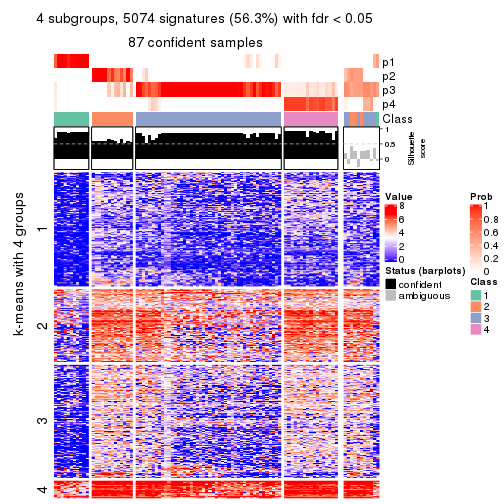 4 subgroups, 5074 signatures (56.3%) with fdr < 0.05
87 confident samples
p1
p2
p3
p4
Class
1
0.5
0
Silhouette
score
k-means with 4 groups
1
2
3
4
Value
8
6
4
2
0
Status (barplots)
confident
ambiguous
Prob
1
0.8
0.6
0.4
0.2
0
Class
1
2
3
4